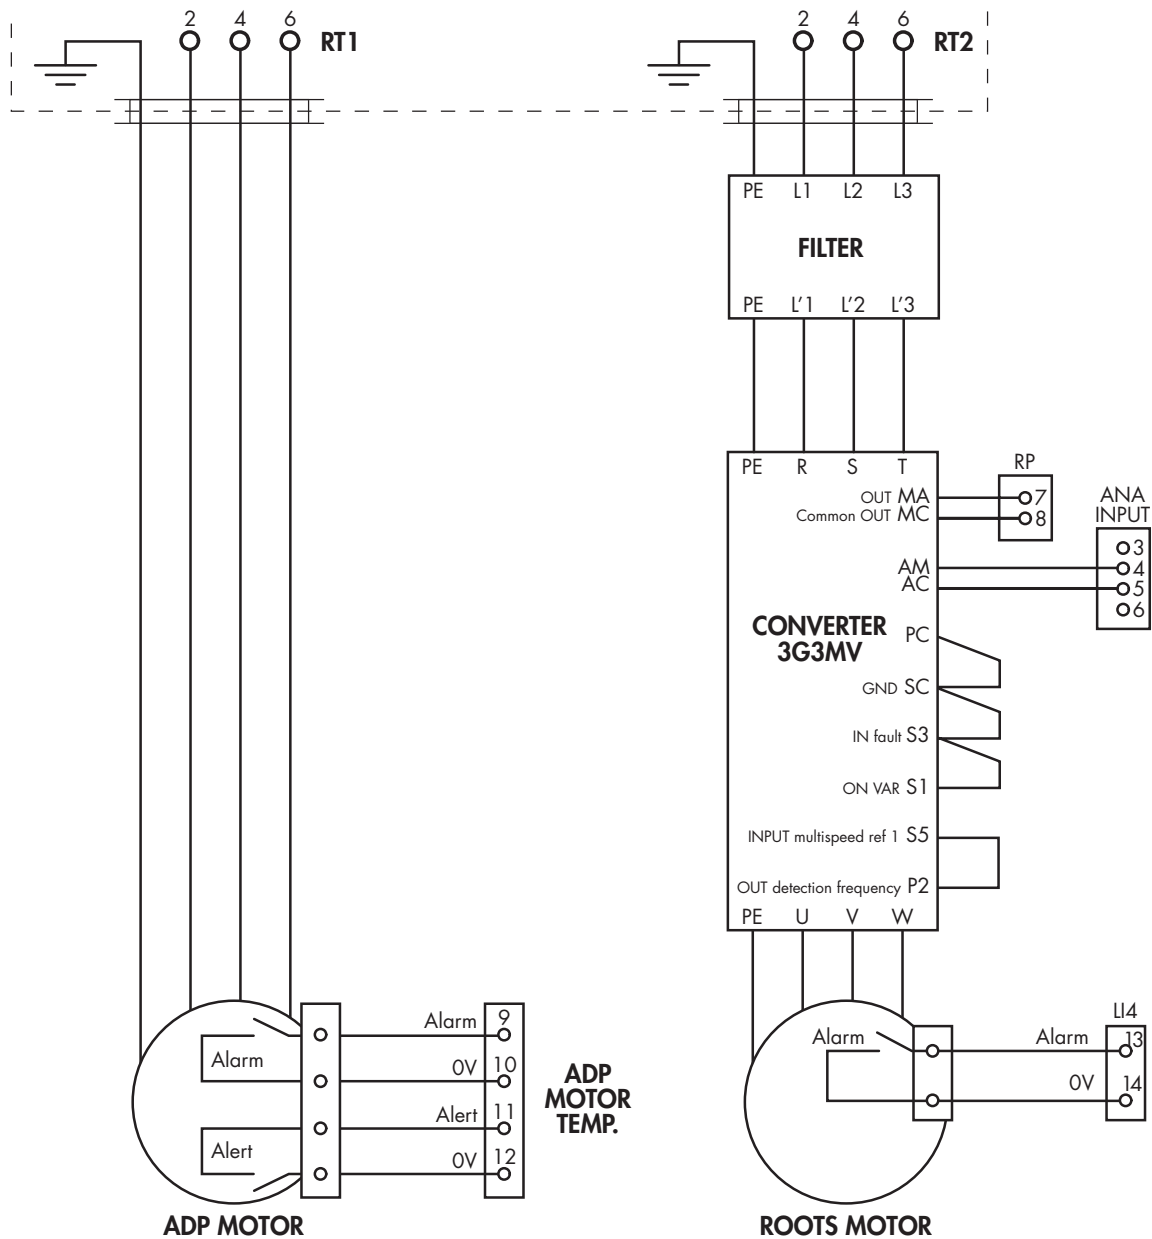 2 4 6 RT1
2 4 6 RT2
PE L1 L2 L3
FILTER
PE L'1 L'2 L'3
PE R S T
OUT MA
Common OUT MC
AM
AC
CONVERTER
3G3MV
PC
GND SC
IN fault S3
ON VAR S1
INPUT multispeed ref 1 S5
OUT detection frequency P2
PE U V W
RP
7
8
ANA
INPUT
3
4
5
6
Alarm
Alert
Alarm 9
0V 10
Alert 11
0V 12
ADP
MOTOR
TEMP.
ADP MOTOR
Alarm
LI4
Alarm 13
0V 14
ROOTS MOTOR